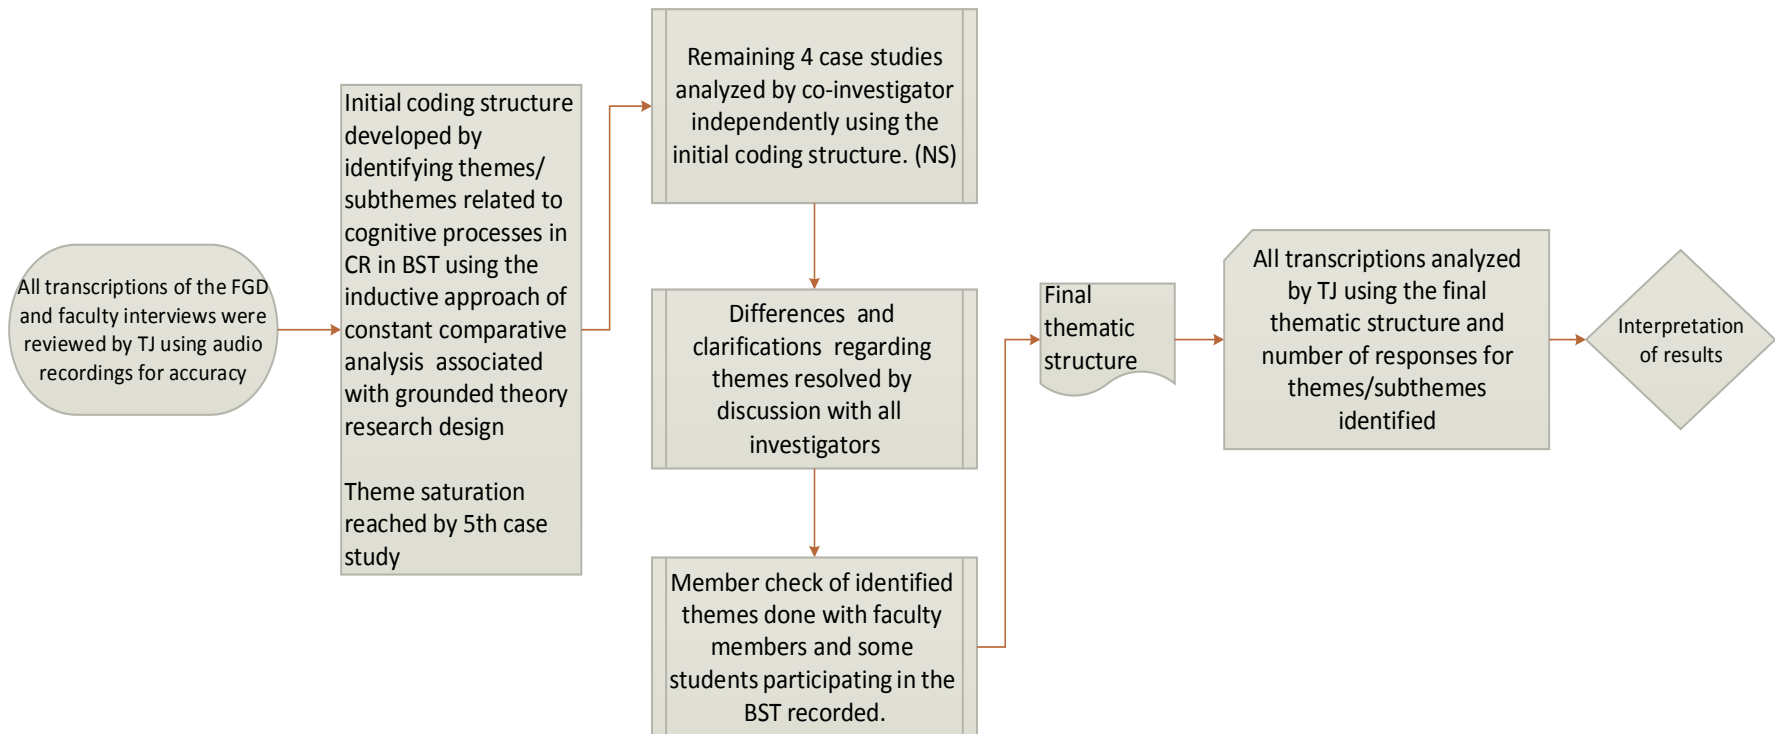 All transcriptions of the FGD
and faculty interviews were
reviewed by TJ using audio
recordings for accuracy
Initial coding structure
developed by
identifying themes/
subthemes related to
cognitive processes in
CR in BST using the
inductive approach of
constant comparative
analysis associated
with grounded theory
research design
Theme saturation
reached by 5th case
study
Remaining 4 case studies
analyzed by co-investigator
independently using the
initial coding structure. (NS)
Differences and
clarifications regarding
themes resolved by
discussion with all
investigators
Member check of identified
themes done with faculty
members and some
students participating in the
BST recorded.
Final
thematic
structure
All transcriptions analyzed
by TJ using the final
thematic structure and
number of responses for
themes/subthemes
identified
Interpretation
of results